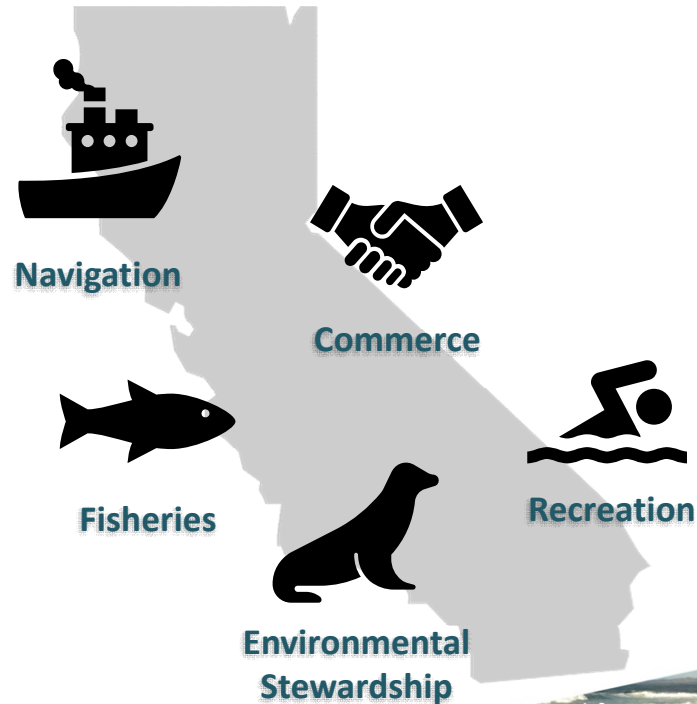 Navigation
Commerce
Fisheries
Recreation
Environmental
Stewardship